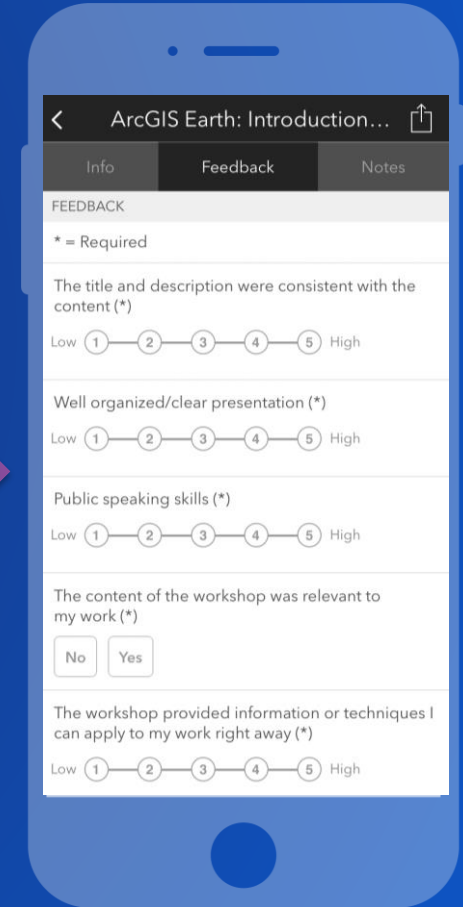 ArcGIS Earth: Introduction...
Info Feedback Notes
FEEDBACK
* = Required
The title and description were consistent with the
content (*)
Low 1 2 3 4 5 High
Well organized/clear presentation (*)
Low 1 2 3 4 5 High
Public speaking skills (*)
Low 1 2 3 4 5 High
The content of the workshop was relevant to
my work (*)
No Yes
The workshop provided information or techniques I
can apply to my work right away (*)
Low 1 2 3 4 5 High